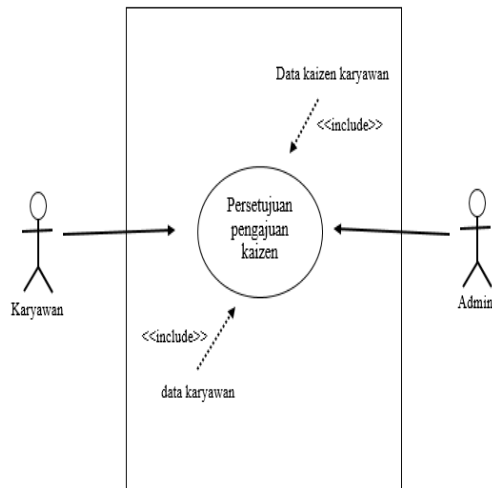 Data kaizen karyawan
<<include>>
Persetujuan
pengajuan
kaizen
Karyawan
Admin
<<include>>
data karyawan